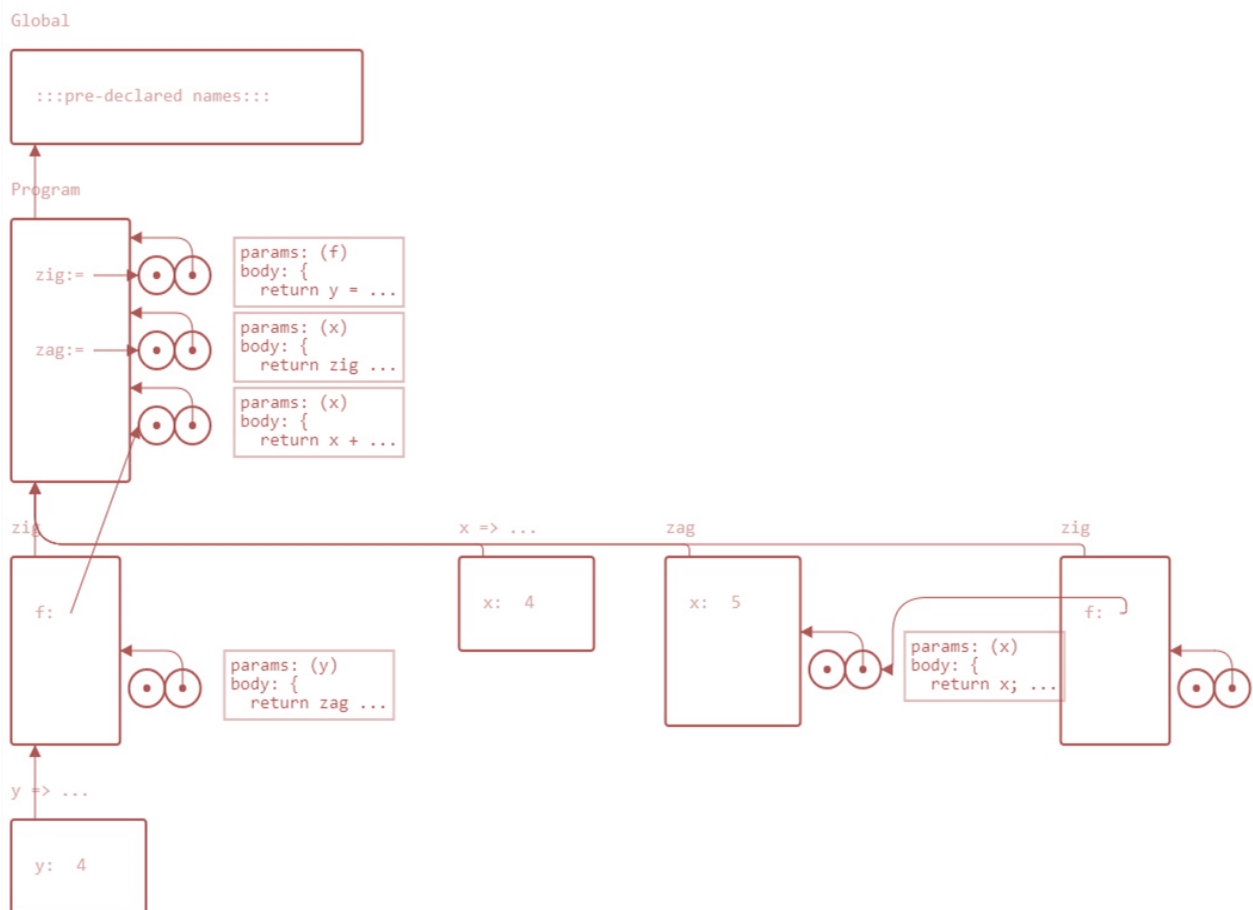 Global
:::pre-declared names:::
Program
zig:=
params: (f)
body: {
return y = ...
zag:=
params: (x)
body: {
return zig ...
params: (x)
body: {
return x + ...
zig
x => ...
zag
zig
f:
x: 4
x: 5
f:
params: (y)
body: {
return zag ...
params: (x)
body: {
return x; ...
y => ...
y: 4